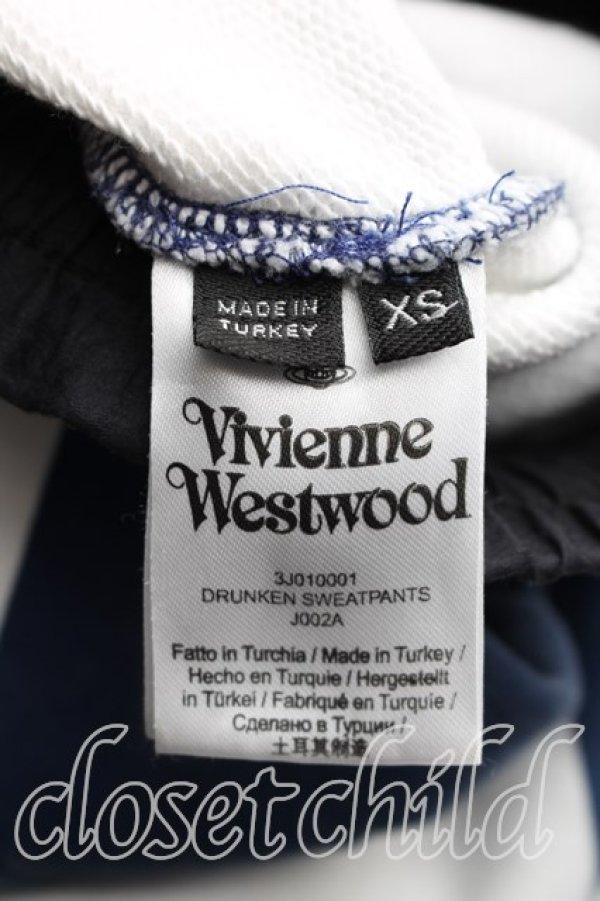 MADE IN
TURKEY
XS
Vivienne
Westwood
3J010001
DRUNKEN SWEATPANTS
J002A
Fatto in Turchia / Made in Turkey /
Hecho en Turquie / Hergestellt
in Türkei / Fabriqué en Turquie /
Сделано в Турции /
土耳其制造
closetchild